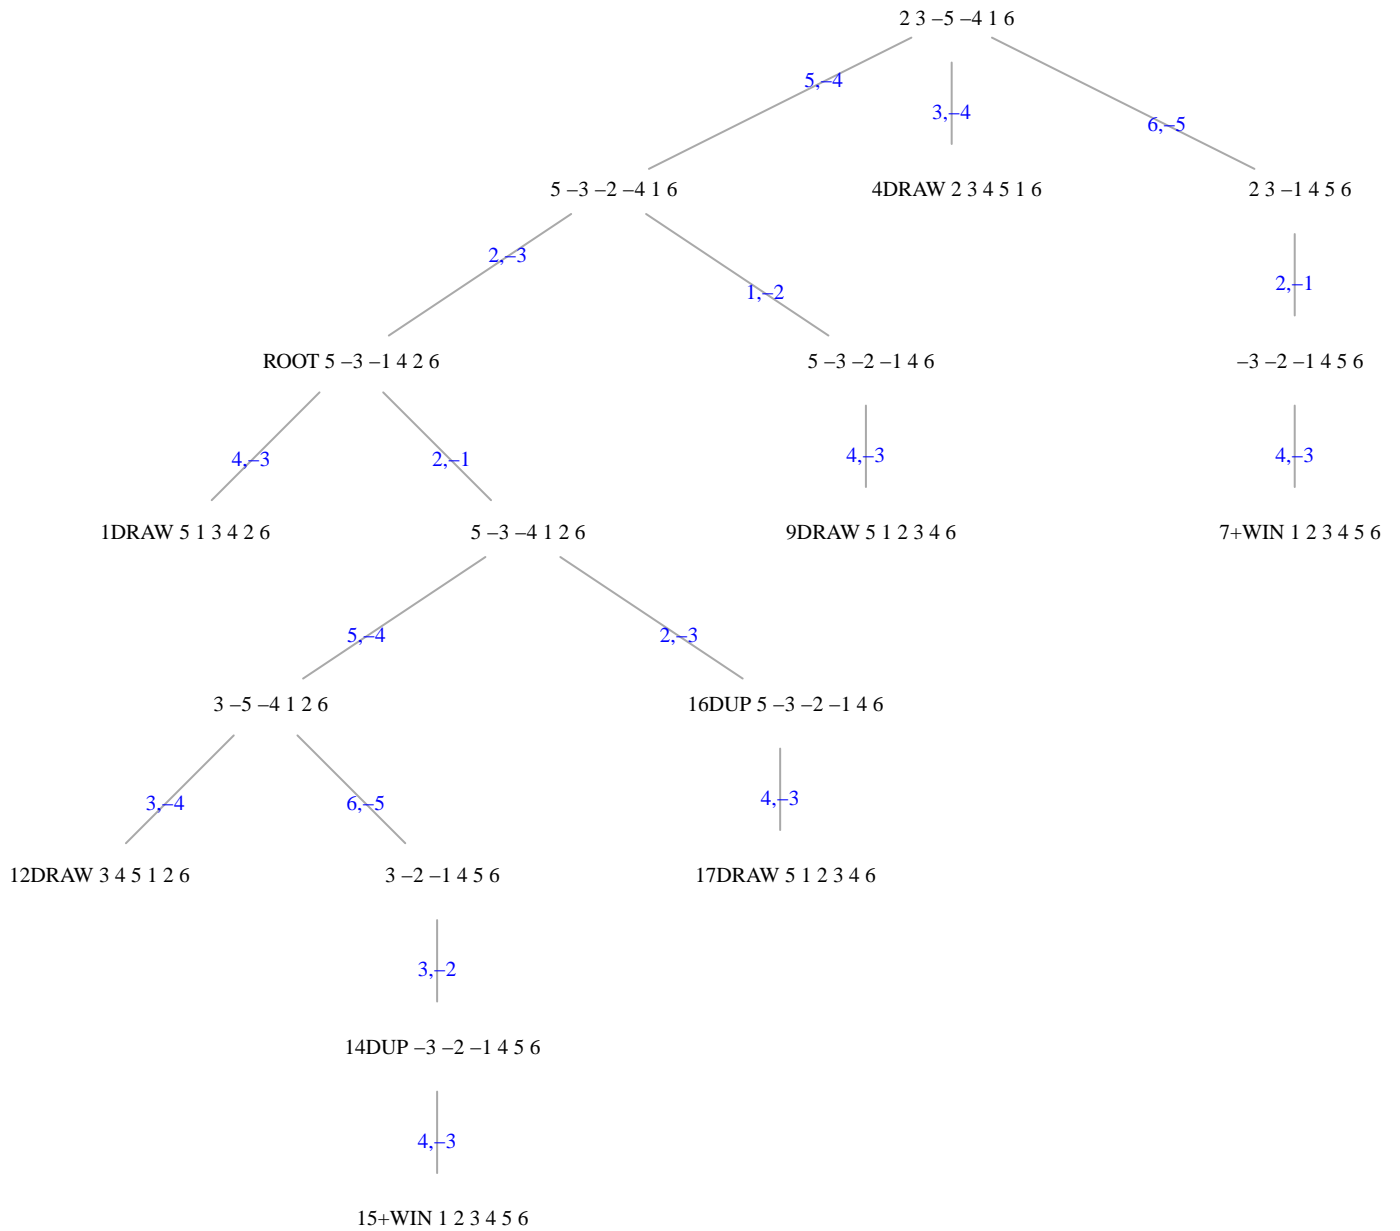 2 3 –5 –4 1 6
5,–4
3,–4
6,–5
5 –3 –2 –4 1 6
4DRAW 2 3 4 5 1 6
2 3 –1 4 5 6
2,–3
1,–2
2,–1
ROOT 5 –3 –1 4 2 6
5 –3 –2 –1 4 6
–3 –2 –1 4 5 6
4,–3
2,–1
4,–3
4,–3
1DRAW 5 1 3 4 2 6
5 –3 –4 1 2 6
9DRAW 5 1 2 3 4 6
7+WIN 1 2 3 4 5 6
5,–4
2,–3
3 –5 –4 1 2 6
16DUP 5 –3 –2 –1 4 6
3,–4
6,–5
4,–3
12DRAW 3 4 5 1 2 6
3 –2 –1 4 5 6
17DRAW 5 1 2 3 4 6
3,–2
14DUP –3 –2 –1 4 5 6
4,–3
15+WIN 1 2 3 4 5 6